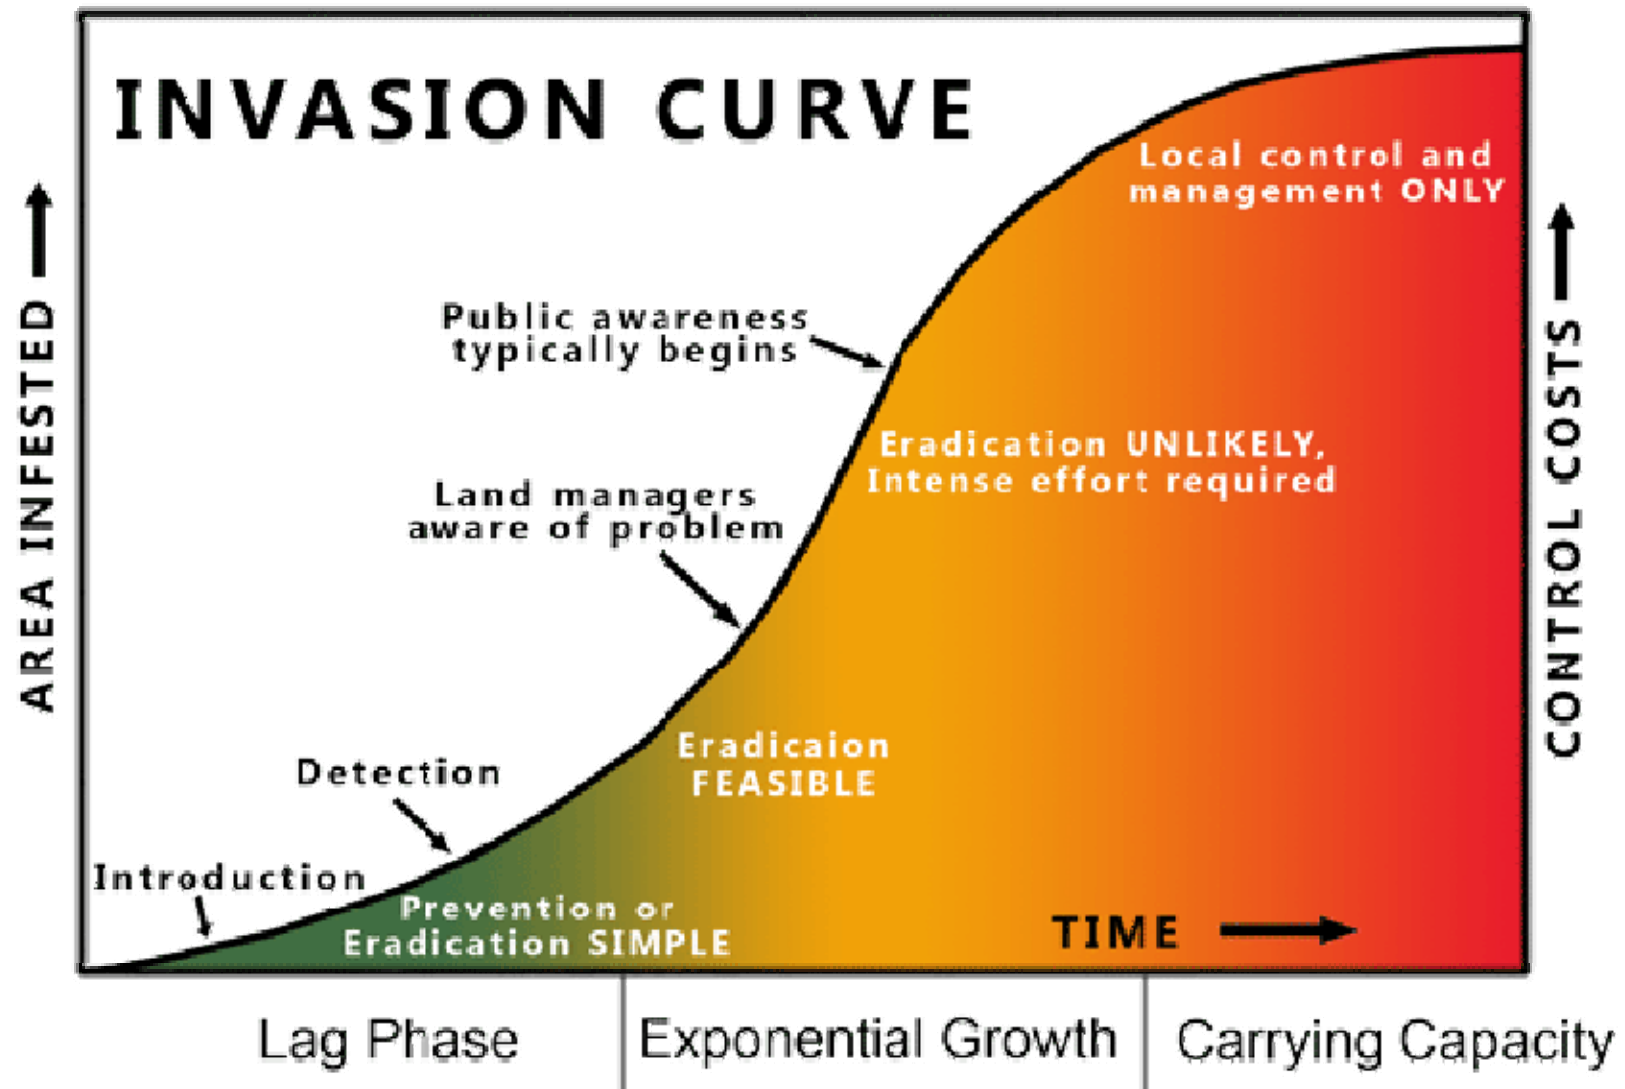 INVASION CURVE
Local control and
management ONLY
Public awareness
typically begins
Eradication UNLIKELY,
Intense effort required
Land managers
aware of problem
Eradicaion
FEASIBLE
Detection
Introduction
Prevention or
Eradication SIMPLE
TIME
AREA INFESTED
CONTROL COSTS
Lag Phase
Exponential Growth
Carrying Capacity